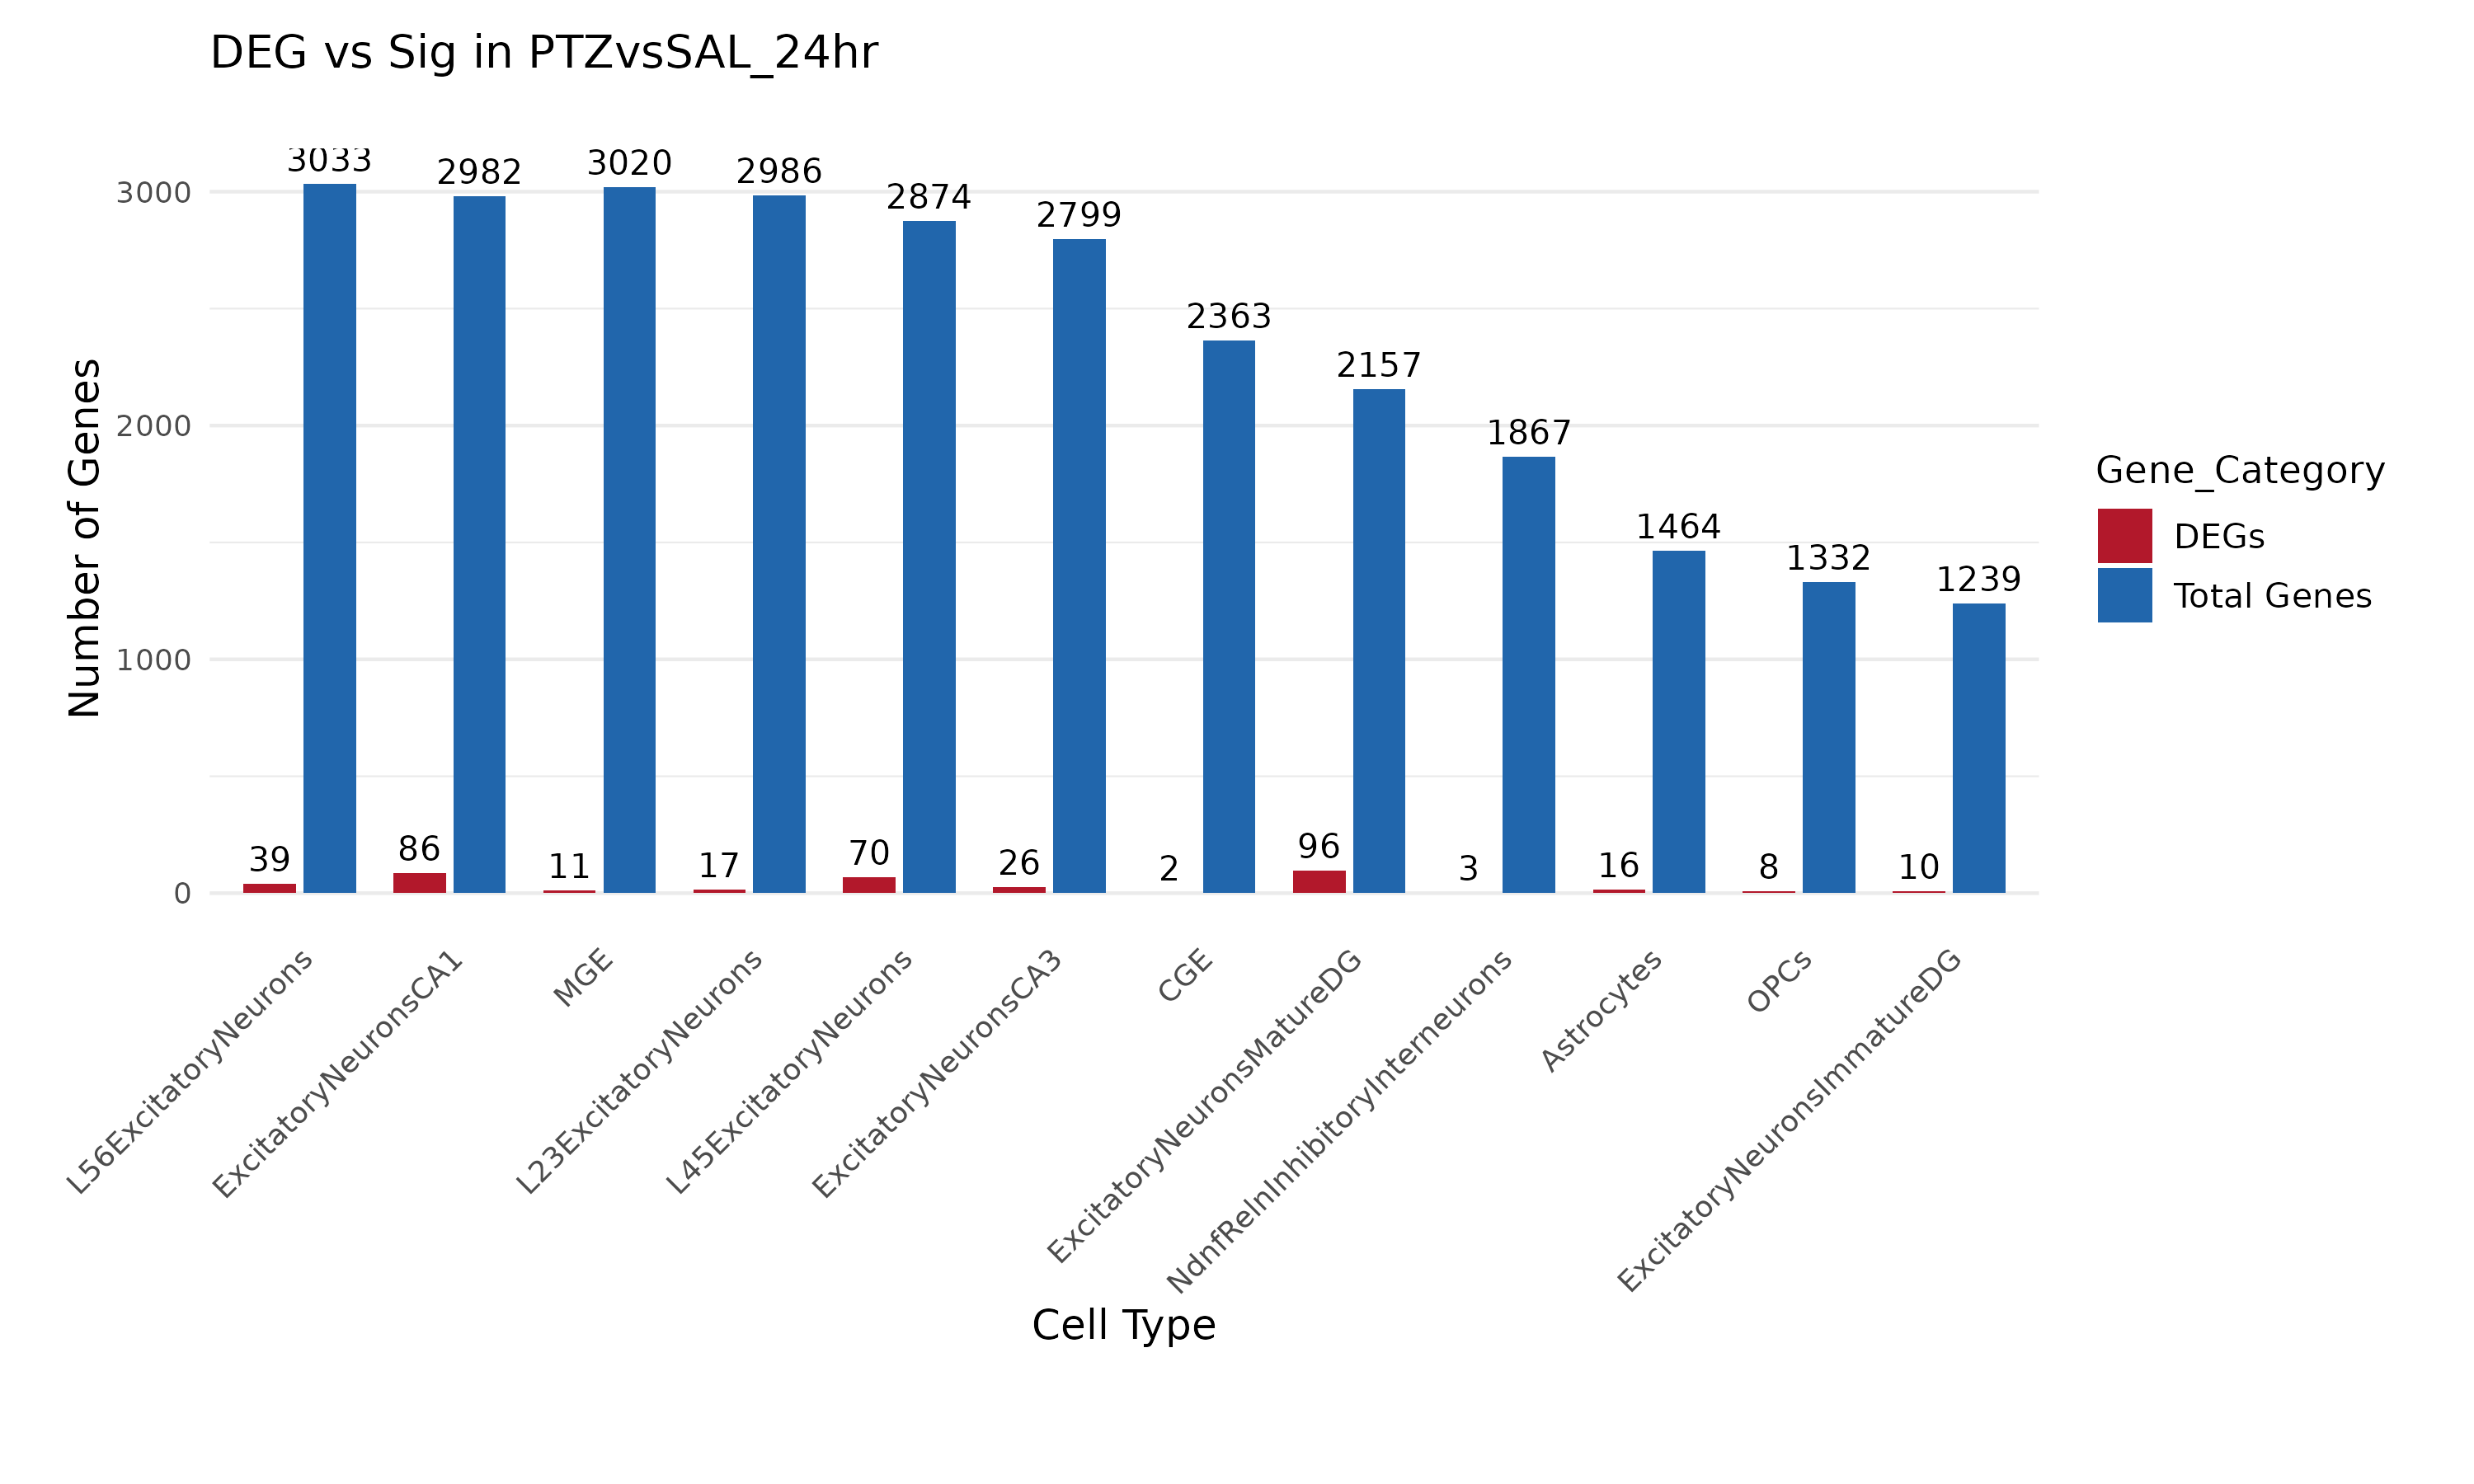 DEG vs Sig in PTZvsSAL_24hr
Number of Genes
3000
2000
1000
0
3033
2982
3020
2986
2874
2799
2363
2157
1867
1464
1332
1239
39
86
11
17
70
26
2
96
3
16
8
10
L56ExcitatoryNeurons
ExcitatoryNeuronsCA1
MGE
L23ExcitatoryNeurons
L45ExcitatoryNeurons
ExcitatoryNeuronsCA3
CGE
ExcitatoryNeuronsMatureDG
NdnfRelnInhibitoryInterneurons
Astrocytes
OPCs
ExcitatoryNeuronsImmatureDG
Cell Type
Gene_Category
DEGs
Total Genes